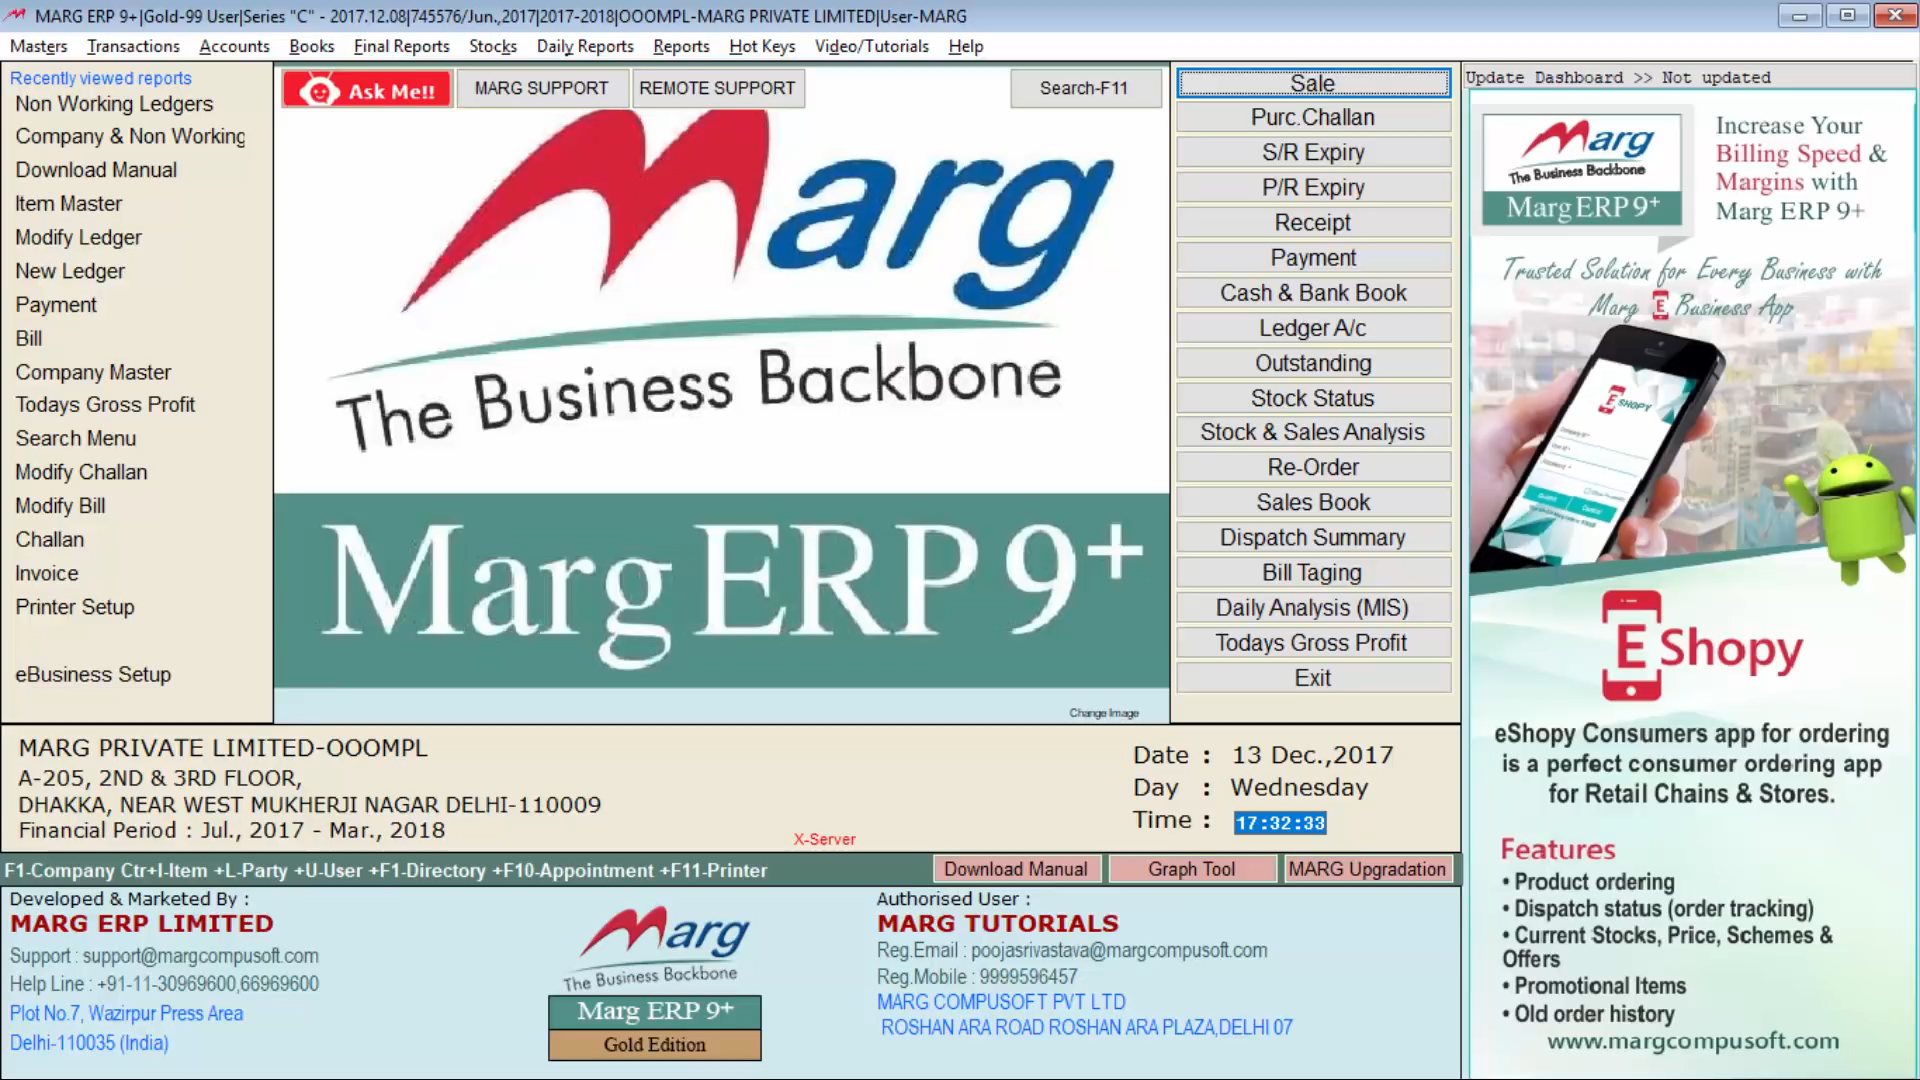 MARG ERP 9+|Gold-99 User|Series "C" - 2017.12.08|745576/Jun.,2017|2017-2018|OOOMPL-MARG PRIVATE LIMITED|User-MARG
Masters Transactions Accounts Books Final Reports Stocks Daily Reports Reports Hot Keys Video/Tutorials Help
Recently viewed reports
Non Working Ledgers
Company & Non Working
Download Manual
Item Master
Modify Ledger
New Ledger
Payment
Bill
Company Master
Todays Gross Profit
Search Menu
Modify Challan
Modify Bill
Challan
Invoice
Printer Setup
eBusiness Setup
Ask Me!! MARG SUPPORT REMOTE SUPPORT Search-F11
Marg
The Business Backbone
Marg ERP 9+
Change Image
Sale
Purc.Challan
S/R Expiry
P/R Expiry
Receipt
Payment
Cash & Bank Book
Ledger A/c
Outstanding
Stock Status
Stock & Sales Analysis
Re-Order
Sales Book
Dispatch Summary
Bill Taging
Daily Analysis (MIS)
Todays Gross Profit
Exit
Update Dashboard >> Not updated
Marg
The Business Backbone
Marg ERP 9+
Increase Your
Billing Speed &
Margins with
Marg ERP 9+
Trusted Solution for Every Business with
Marg E Business App
E SHOPY
E Shopy
eShopy Consumers app for ordering
is a perfect consumer ordering app
for Retail Chains & Stores.
Features
• Product ordering
• Dispatch status (order tracking)
• Current Stocks, Price, Schemes &
Offers
• Promotional Items
• Old order history
www.margcompusoft.com
MARG PRIVATE LIMITED-OOOMPL
A-205, 2ND & 3RD FLOOR,
DHAKKA, NEAR WEST MUKHERJI NAGAR DELHI-110009
Financial Period : Jul., 2017 - Mar., 2018
X-Server
Date : 13 Dec.,2017
Day : Wednesday
Time : 17:32:33
F1-Company Ctr+I-Item +L-Party +U-User +F1-Directory +F10-Appointment +F11-Printer
Download Manual Graph Tool MARG Upgradation
Developed & Marketed By :
MARG ERP LIMITED
Support : support@margcompusoft.com
Help Line : +91-11-30969600,66969600
Plot No.7, Wazirpur Press Area
Delhi-110035 (India)
Marg
The Business Backbone
Marg ERP 9+
Gold Edition
Authorised User :
MARG TUTORIALS
Reg.Email : poojasrivastava@margcompusoft.com
Reg.Mobile : 9999596457
MARG COMPUSOFT PVT LTD
ROSHAN ARA ROAD ROSHAN ARA PLAZA,DELHI 07